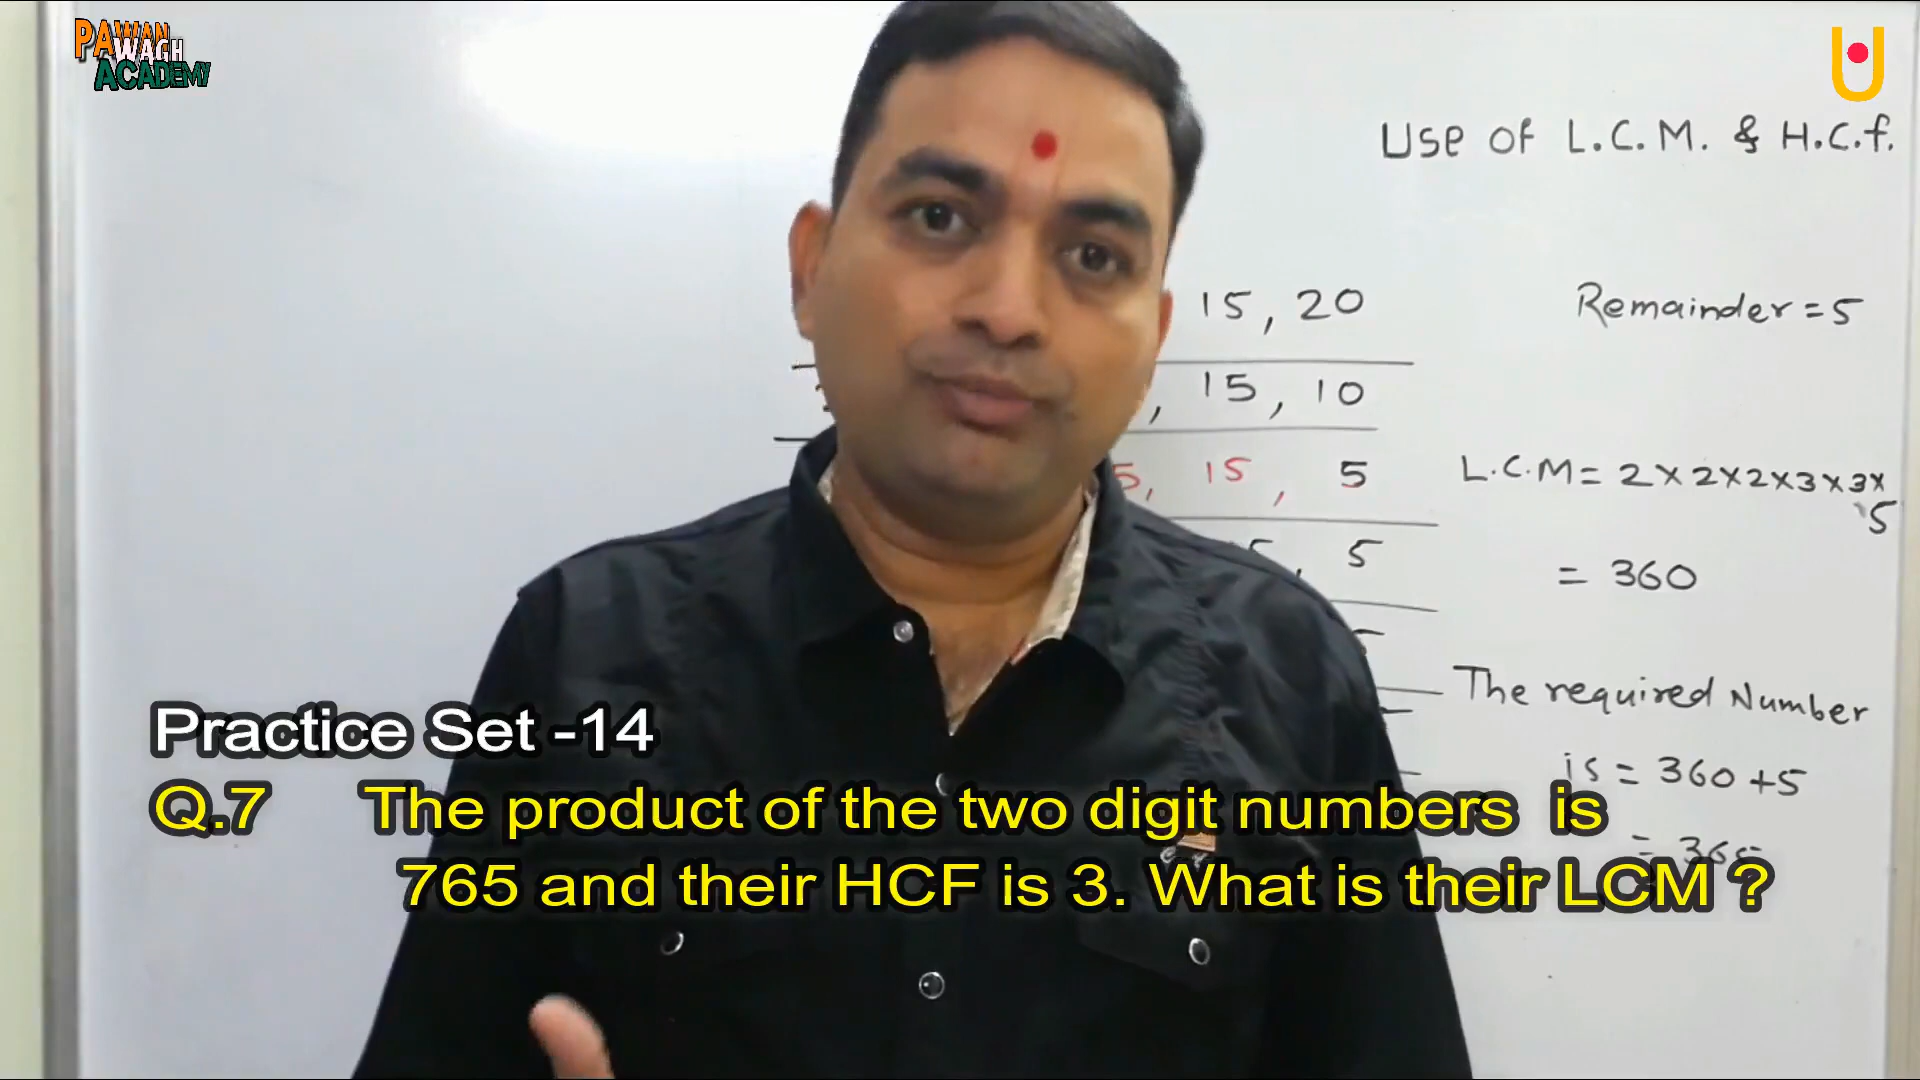 PAWAN
WAGH
ACADEMY
Use of L.C.M. & H.C.f.
15, 20
Remainder = 5
, 15, 10
5, 15, 5
L.C.M = 2×2×2×3×3×
5
, 5
= 360
The required Number
is = 360 +5
= 365
Practice Set -14
Q.7 The product of the two digit numbers is
765 and their HCF is 3. What is their LCM ?